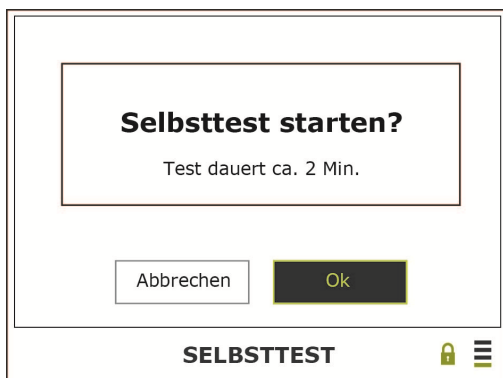 Selbsttest starten?
Test dauert ca. 2 Min.
Abbrechen
Ok
SELBSTTEST